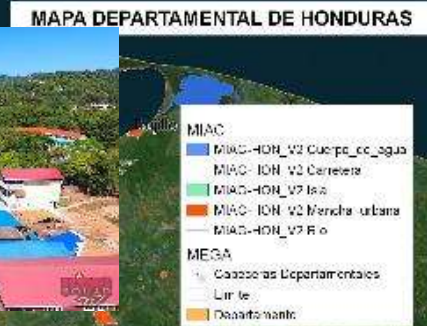 MAPA DEPARTAMENTAL DE HONDURAS
MIAC
MIAC-HON_V2 Cuerpo_de_agua
MIAC-HON_V2 Carretera
MIAC-HON_V2 Isla
MIAC-HON_V2 Mancha_urbana
MIAC-HON_V2 Rio
MEGA
Cabeceras Departamentales
Limite
Departamento